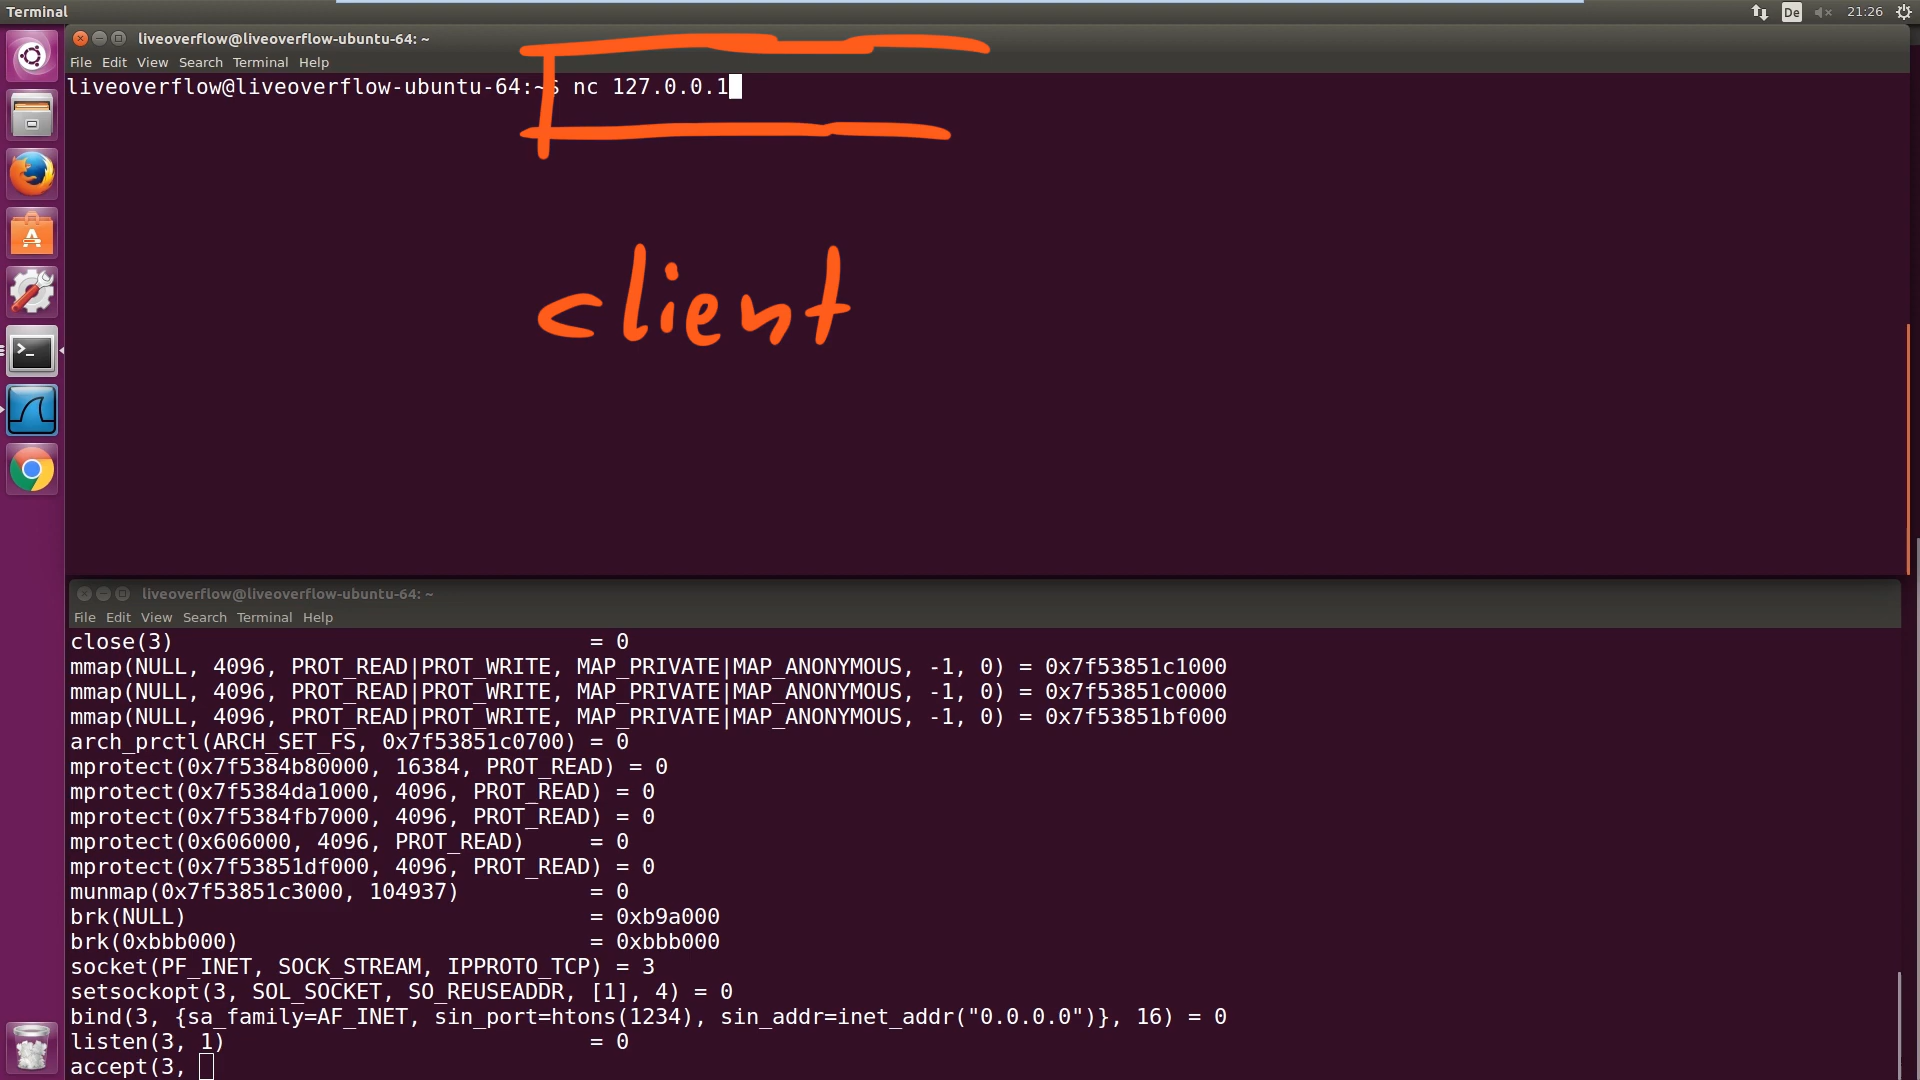 Terminal
De
21:26
liveoverflow@liveoverflow-ubuntu-64: ~
File Edit View Search Terminal Help
liveoverflow@liveoverflow-ubuntu-64:~$ nc 127.0.0.1
client
liveoverflow@liveoverflow-ubuntu-64: ~
File Edit View Search Terminal Help
close(3)                                = 0
mmap(NULL, 4096, PROT_READ|PROT_WRITE, MAP_PRIVATE|MAP_ANONYMOUS, -1, 0) = 0x7f53851c1000
mmap(NULL, 4096, PROT_READ|PROT_WRITE, MAP_PRIVATE|MAP_ANONYMOUS, -1, 0) = 0x7f53851c0000
mmap(NULL, 4096, PROT_READ|PROT_WRITE, MAP_PRIVATE|MAP_ANONYMOUS, -1, 0) = 0x7f53851bf000
arch_prctl(ARCH_SET_FS, 0x7f53851c0700) = 0
mprotect(0x7f5384b80000, 16384, PROT_READ) = 0
mprotect(0x7f5384da1000, 4096, PROT_READ) = 0
mprotect(0x7f5384fb7000, 4096, PROT_READ) = 0
mprotect(0x606000, 4096, PROT_READ)     = 0
mprotect(0x7f53851df000, 4096, PROT_READ) = 0
munmap(0x7f53851c3000, 104937)          = 0
brk(NULL)                               = 0xb9a000
brk(0xbbb000)                           = 0xbbb000
socket(PF_INET, SOCK_STREAM, IPPROTO_TCP) = 3
setsockopt(3, SOL_SOCKET, SO_REUSEADDR, [1], 4) = 0
bind(3, {sa_family=AF_INET, sin_port=htons(1234), sin_addr=inet_addr("0.0.0.0")}, 16) = 0
listen(3, 1)                            = 0
accept(3,